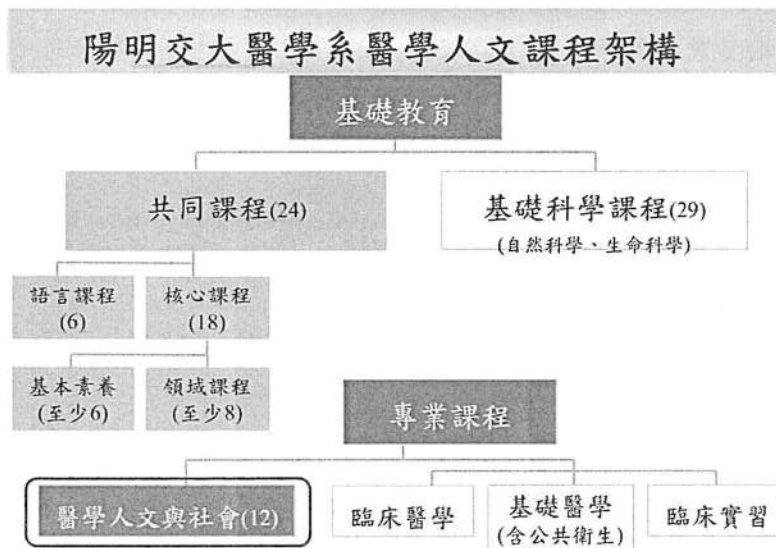 陽明交大醫學系醫學人文課程架構
基礎教育
共同課程(24)
基礎科學課程(29)
(自然科學、生命科學)
語言課程
(6)
核心課程
(18)
基本素養
(至少6)
領域課程
(至少8)
專業課程
醫學人文與社會(12)
臨床醫學
基礎醫學
(含公共衛生)
臨床實習